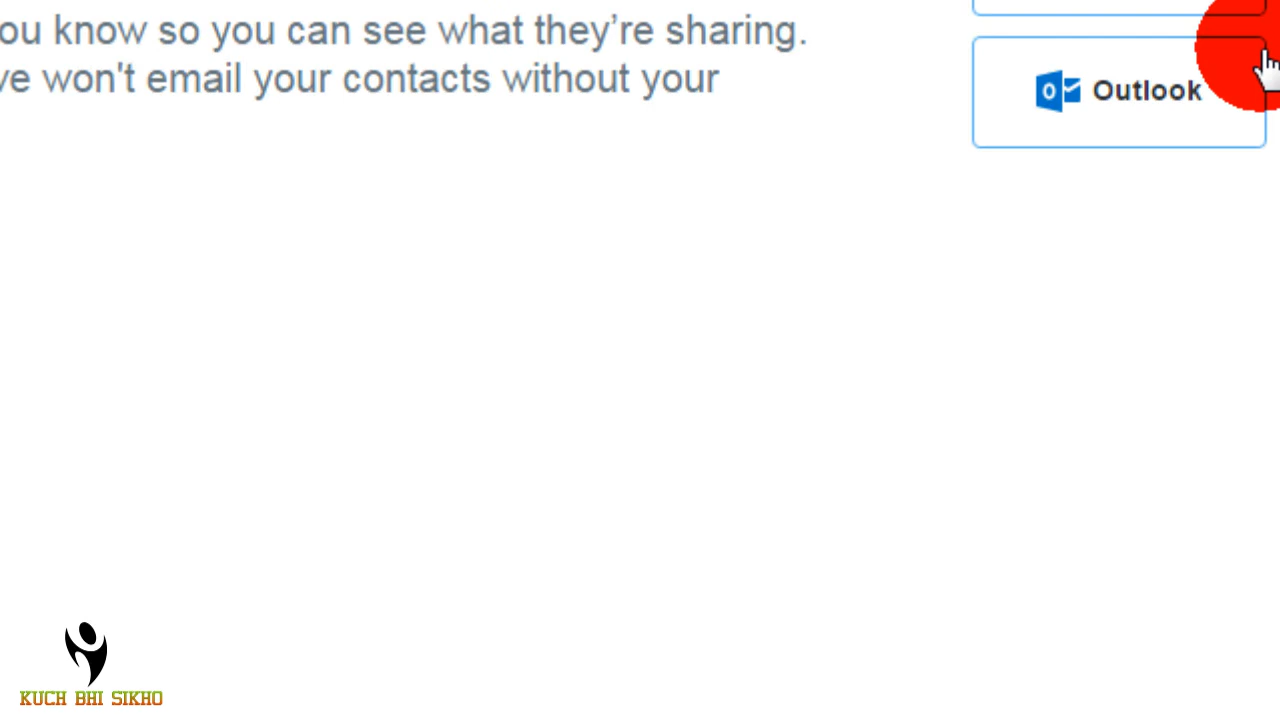 ou know so you can see what they're sharing.
ve won't email your contacts without your
Outlook
KUCH BHI SIKHO